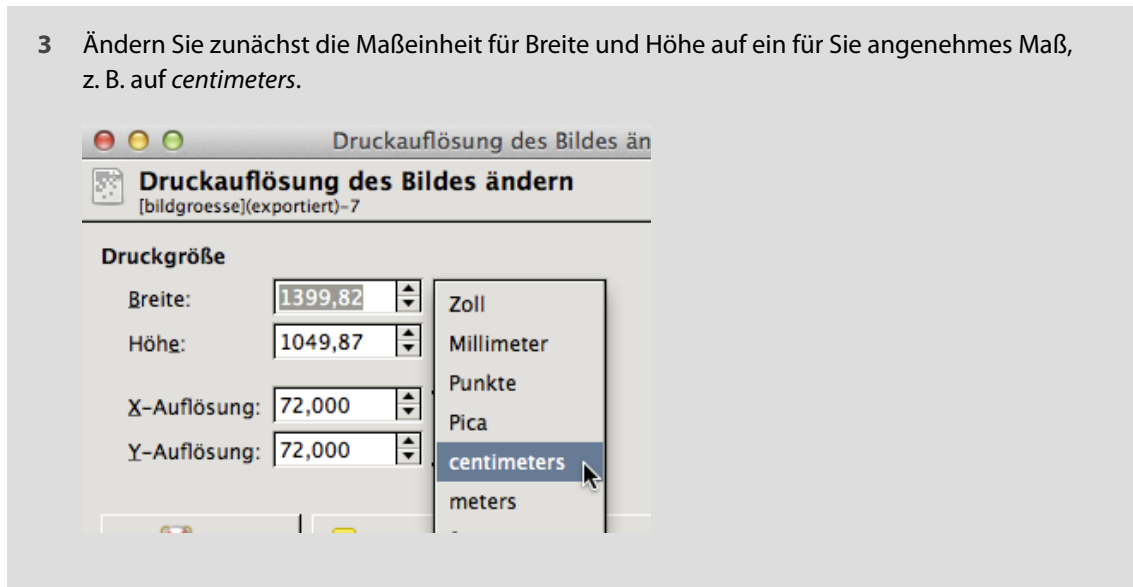 3 Ändern Sie zunächst die Maßeinheit für Breite und Höhe auf ein für Sie angenehmes Maß,
z. B. auf centimeters.
Druckauflösung des Bildes än
Druckauflösung des Bildes ändern
[bildgroesse](exportiert)-7
Druckgröße
Breite: 1399,82
Höhe: 1049,87
X-Auflösung: 72,000
Y-Auflösung: 72,000
Zoll
Millimeter
Punkte
Pica
centimeters
meters